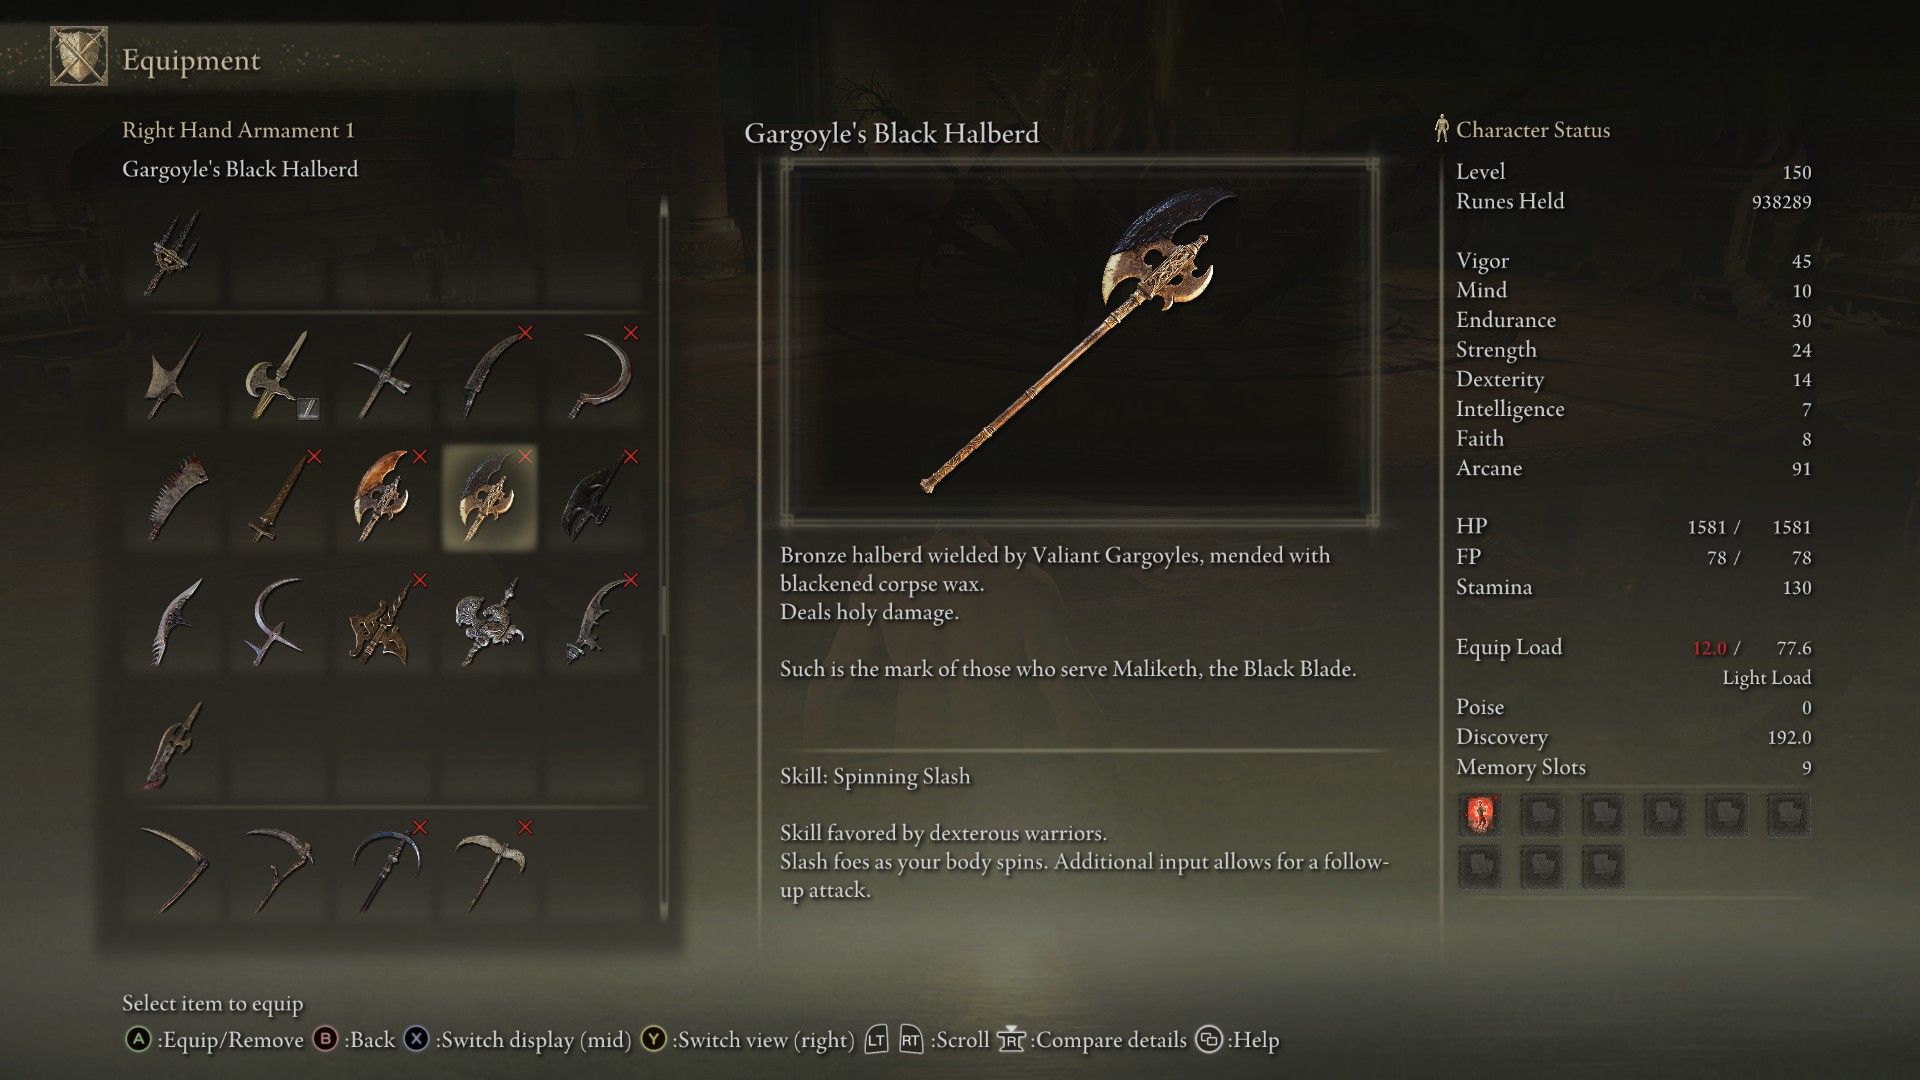 Equipment
Right Hand Armament 1
Gargoyle's Black Halberd
Gargoyle's Black Halberd
Bronze halberd wielded by Valiant Gargoyles, mended with
blackened corpse wax.
Deals holy damage.
Such is the mark of those who serve Maliketh, the Black Blade.
Skill: Spinning Slash
Skill favored by dexterous warriors.
Slash foes as your body spins. Additional input allows for a follow-
up attack.
Character Status
Level 150
Runes Held 938289
Vigor 45
Mind 10
Endurance 30
Strength 24
Dexterity 14
Intelligence 7
Faith 8
Arcane 91
HP 1581 / 1581
FP 78 / 78
Stamina 130
Equip Load 12.0 / 77.6
Light Load
Poise 0
Discovery 192.0
Memory Slots 9
Select item to equip
A :Equip/Remove B :Back X :Switch display (mid) Y :Switch view (right) LT RT :Scroll R :Compare details :Help